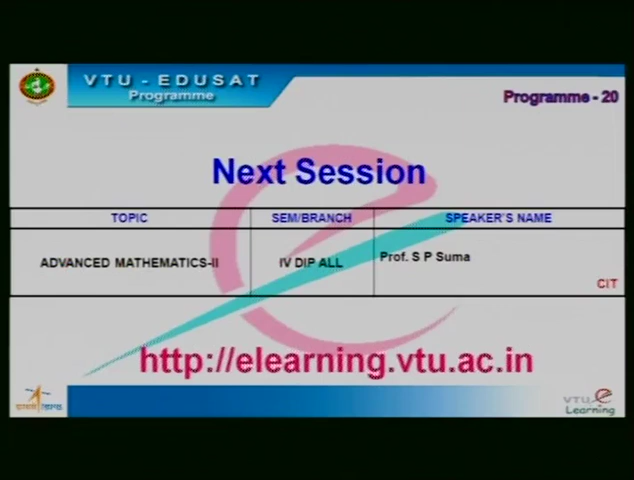 VTU - EDUSAT
Programme
Programme - 20
Next Session
TOPIC SEM/BRANCH SPEAKER'S NAME
ADVANCED MATHEMATICS-II IV DIP ALL Prof. S P Suma
CIT
http://elearning.vtu.ac.in
VTU
Learning